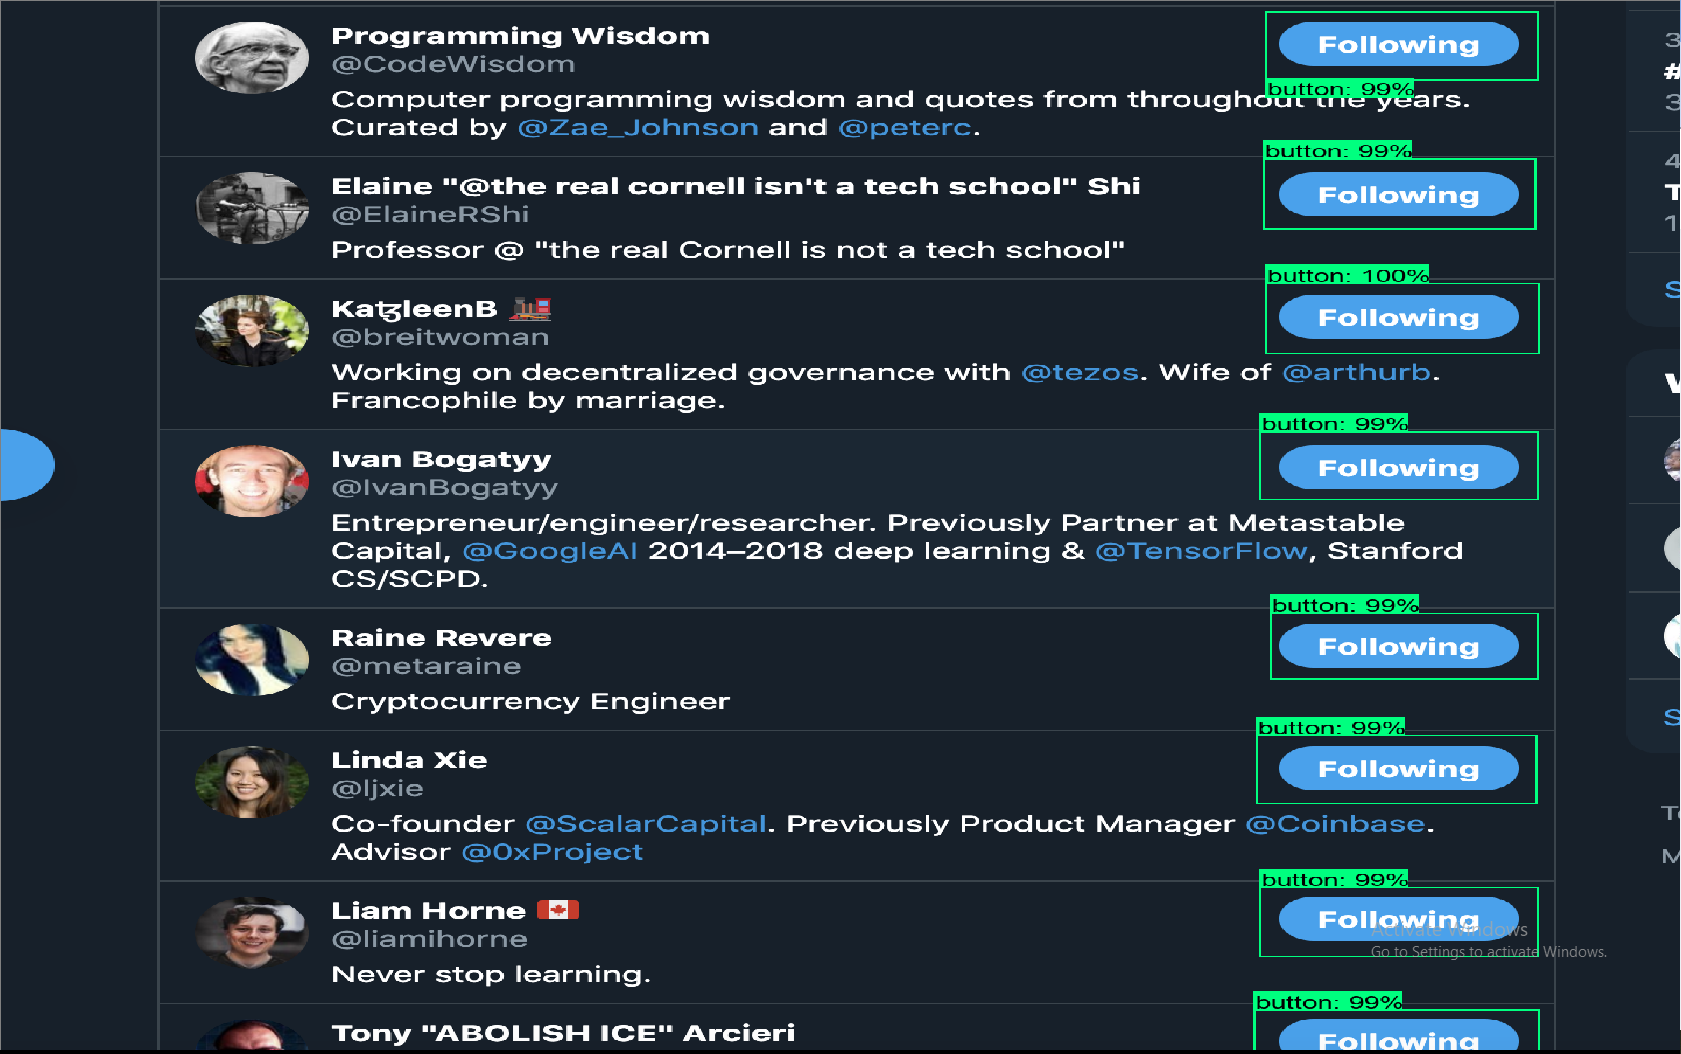 Programming Wisdom
Following
@CodeWisdom
button: 99%
Computer programming wisdom and quotes from throughout the years.
Curated by @Zae_Johnson and @peterc.
button: 99%
Elaine "@the real cornell isn't a tech school" Shi
Following
@ElaineRShi
Professor @ "the real Cornell is not a tech school"
button: 100%
KatʒleenB 🚂
Following
@breitwoman
Working on decentralized governance with @tezos. Wife of @arthurb.
Francophile by marriage.
button: 99%
Ivan Bogatyy
Following
@IvanBogatyy
Entrepreneur/engineer/researcher. Previously Partner at Metastable
Capital, @GoogleAI 2014–2018 deep learning & @TensorFlow, Stanford
CS/SCPD.
button: 99%
Raine Revere
Following
@metaraine
Cryptocurrency Engineer
button: 99%
Linda Xie
Following
@ljxie
Co-founder @ScalarCapital. Previously Product Manager @Coinbase.
Advisor @0xProject
button: 99%
Liam Horne 🇨🇦
Following
@liamihorne
Activate Windows
Go to Settings to activate Windows.
Never stop learning.
button: 99%
Tony "ABOLISH ICE" Arcieri
Following